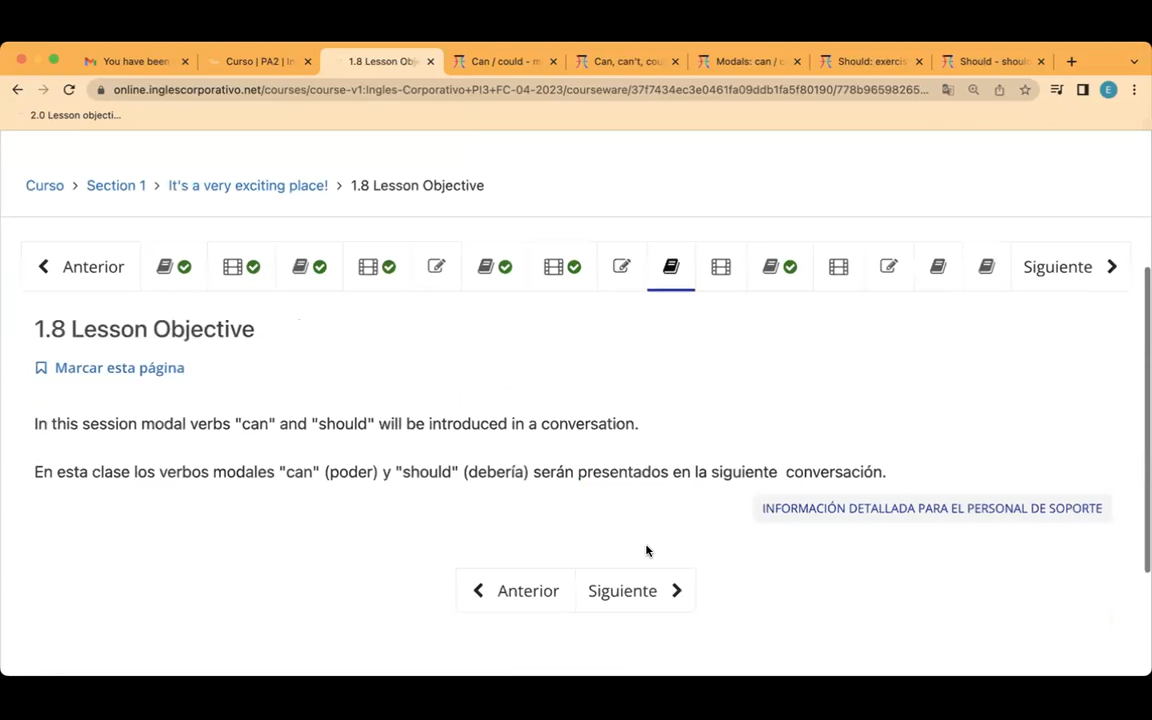 You have been
Curso | PA2 | In
1.8 Lesson Obj
Can / could - m
Can, can't, cou
Modals: can / c
Should: exercis
Should - shoul
online.inglescorporativo.net/courses/course-v1:Ingles-Corporativo+PI3+FC-04-2023/courseware/37f7434ec3e0461fa09ddb1fa5f80190/778b96598265...
E
2.0 Lesson objecti...
Curso > Section 1 > It's a very exciting place! > 1.8 Lesson Objective
Anterior
Siguiente
1.8 Lesson Objective
Marcar esta página
In this session modal verbs "can" and "should" will be introduced in a conversation.
En esta clase los verbos modales "can" (poder) y "should" (debería) serán presentados en la siguiente conversación.
INFORMACIÓN DETALLADA PARA EL PERSONAL DE SOPORTE
Anterior
Siguiente